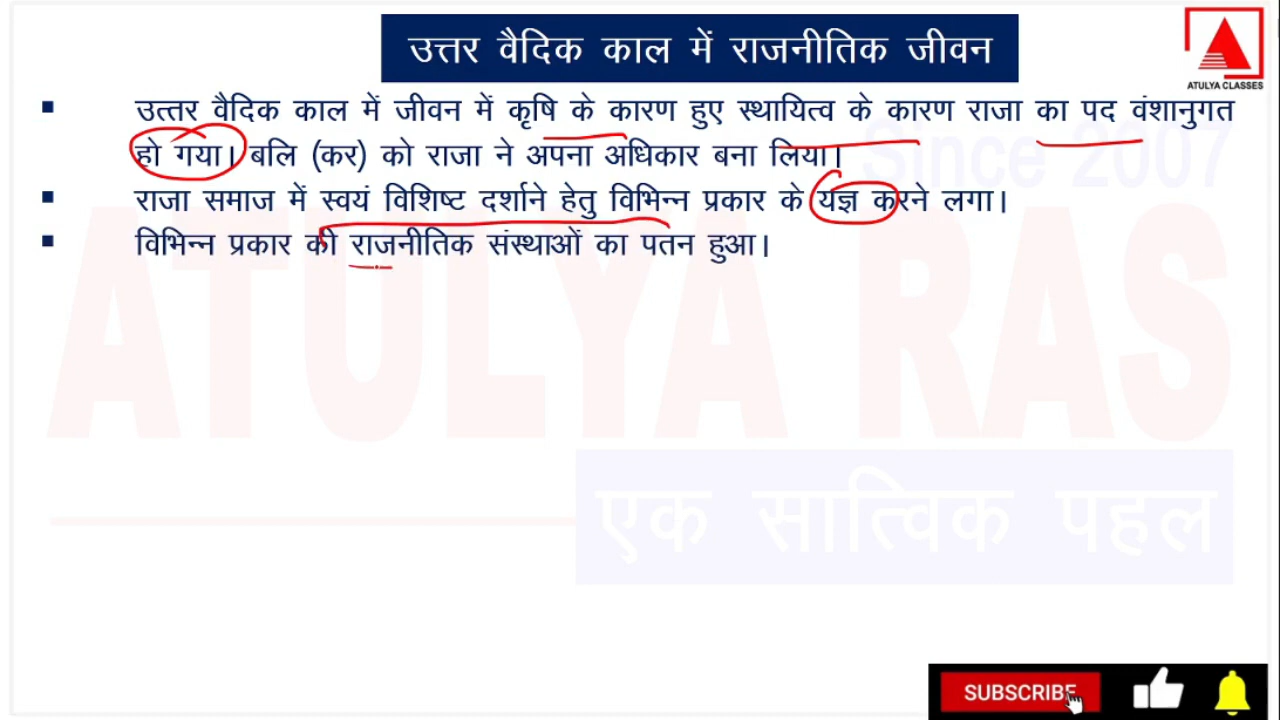 उत्तर वैदिक काल में राजनीतिक जीवन
ATULYA CLASSES
▪ उत्तर वैदिक काल में जीवन में कृषि के कारण हुए स्थायित्व के कारण राजा का पद वंशानुगत
हो गया। बलि (कर) को राजा ने अपना अधिकार बना लिया।
Since 2007
▪ राजा समाज में स्वयं विशिष्ट दर्शाने हेतु विभिन्न प्रकार के यज्ञ करने लगा।
▪ विभिन्न प्रकार की राजनीतिक संस्थाओं का पतन हुआ।
ATULYA RAS
एक सात्विक पहल
SUBSCRIBE